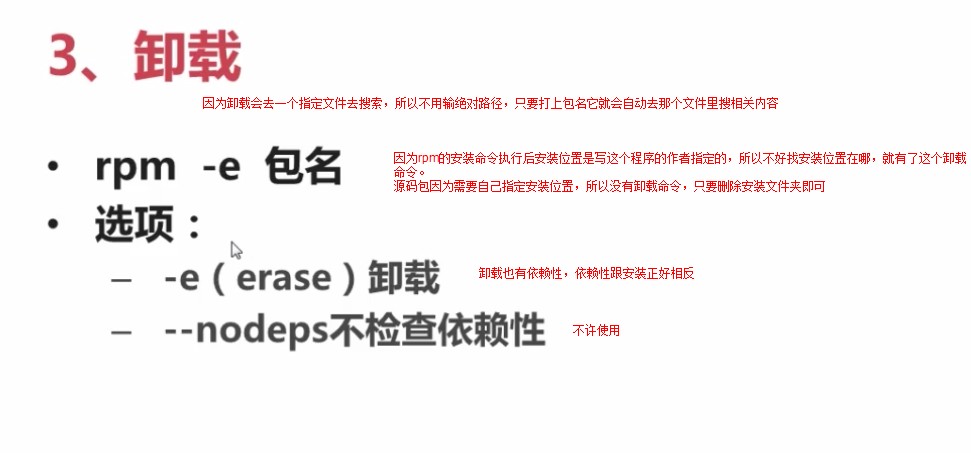 3、卸载
因为卸载会去一个指定文件去搜索，所以不用输绝对路径，只要打上包名它就会自动去那个文件里搜相关内容
• rpm -e 包名
因为rpm的安装命令执行后安装位置是写这个程序的作者指定的，所以不好找安装位置在哪，就有了这个卸载
命令。
源码包因为需要自己指定安装位置，所以没有卸载命令，只要删除安装文件夹即可
• 选项：
– -e（erase）卸载
卸载也有依赖性，依赖性跟安装正好相反
– --nodeps不检查依赖性
不许使用